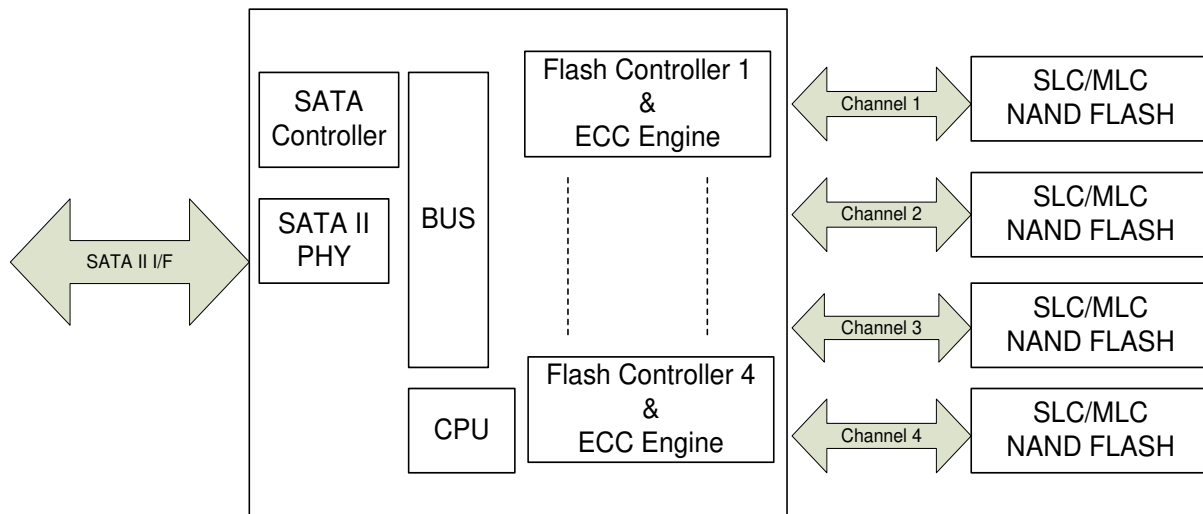 SATA II I/F
SATA
Controller
SATA II
PHY
BUS
CPU
Flash Controller 1
&
ECC Engine
Flash Controller 4
&
ECC Engine
Channel 1
SLC/MLC
NAND FLASH
Channel 2
SLC/MLC
NAND FLASH
Channel 3
SLC/MLC
NAND FLASH
Channel 4
SLC/MLC
NAND FLASH